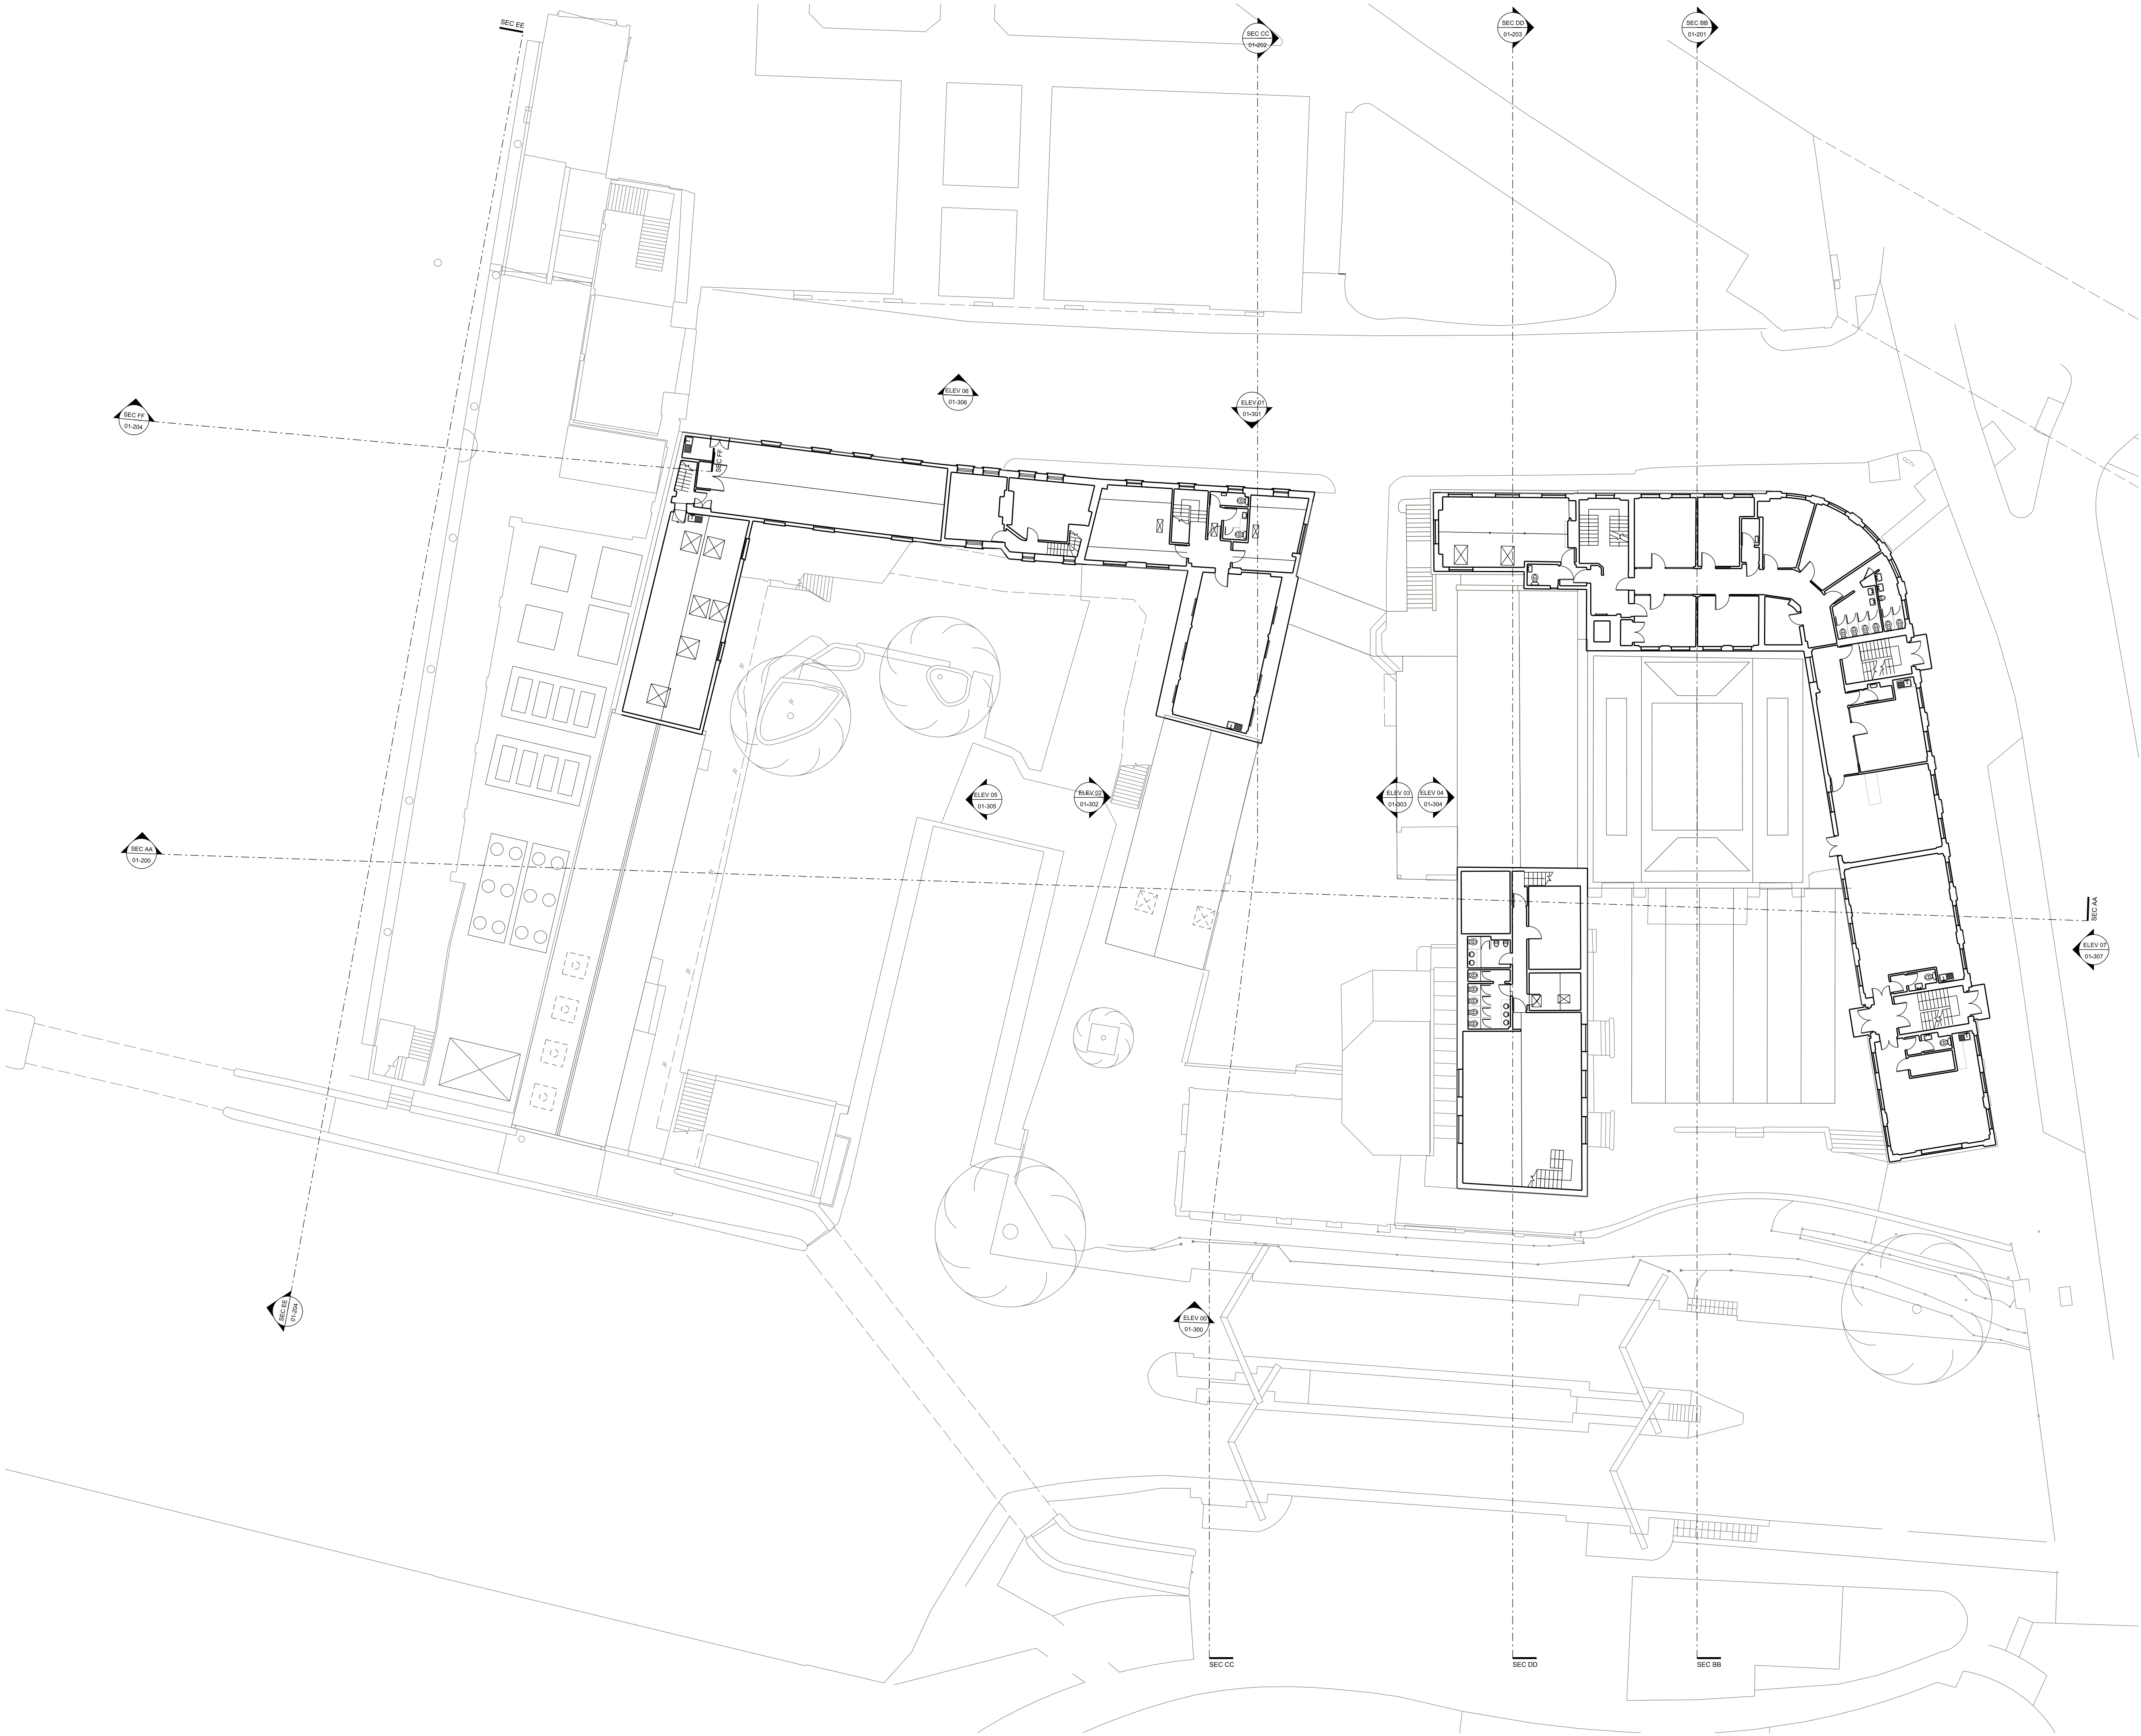 SEC EE
SEC CC
01-202
SEC DD
01-203
SEC BB
01-201
SEC FF
01-204
ELEV 06
01-306
ELEV 01
01-301
SEC FF
CCTV
ELEV 05
01-305
ELEV 02
01-302
ELEV 03
01-303
ELEV 04
01-304
SEC AA
01-200
SEC AA
ELEV 07
01-307
SEC EE
01-204
ELEV 00
01-300
SEC CC
SEC DD
SEC BB